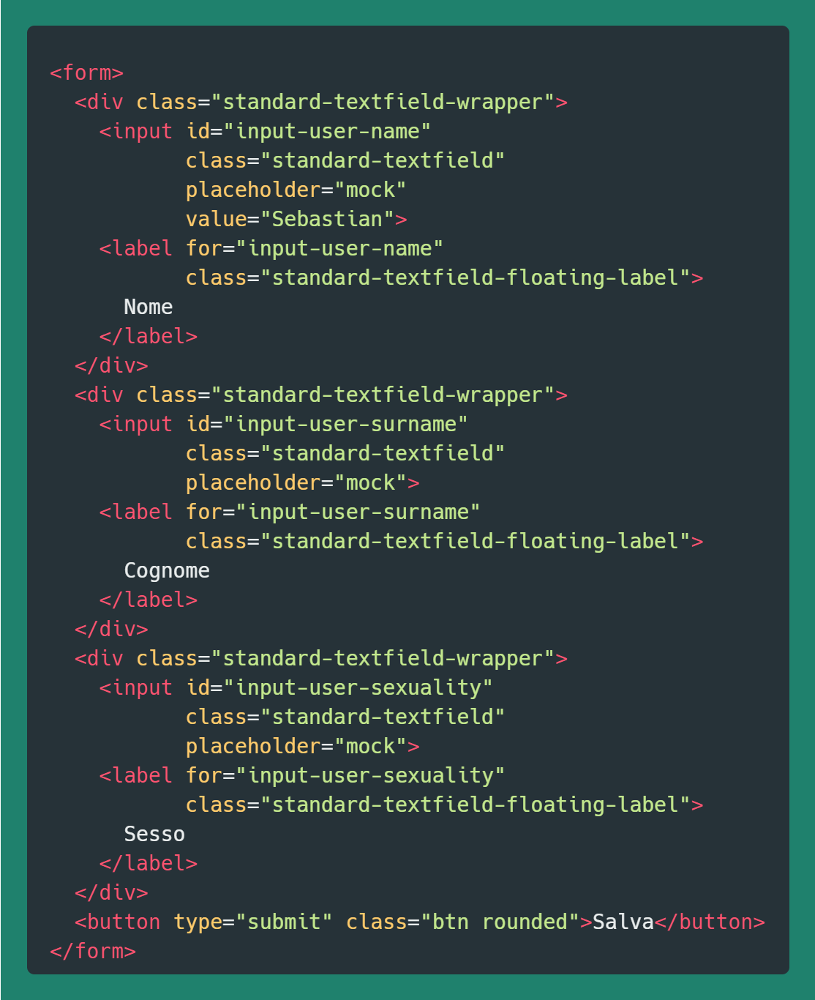 <form>
  <div class="standard-textfield-wrapper">
    <input id="input-user-name"
           class="standard-textfield"
           placeholder="mock"
           value="Sebastian">
    <label for="input-user-name"
           class="standard-textfield-floating-label">
      Nome
    </label>
  </div>
  <div class="standard-textfield-wrapper">
    <input id="input-user-surname"
           class="standard-textfield"
           placeholder="mock">
    <label for="input-user-surname"
           class="standard-textfield-floating-label">
      Cognome
    </label>
  </div>
  <div class="standard-textfield-wrapper">
    <input id="input-user-sexuality"
           class="standard-textfield"
           placeholder="mock">
    <label for="input-user-sexuality"
           class="standard-textfield-floating-label">
      Sesso
    </label>
  </div>
  <button type="submit" class="btn rounded">Salva</button>
</form>